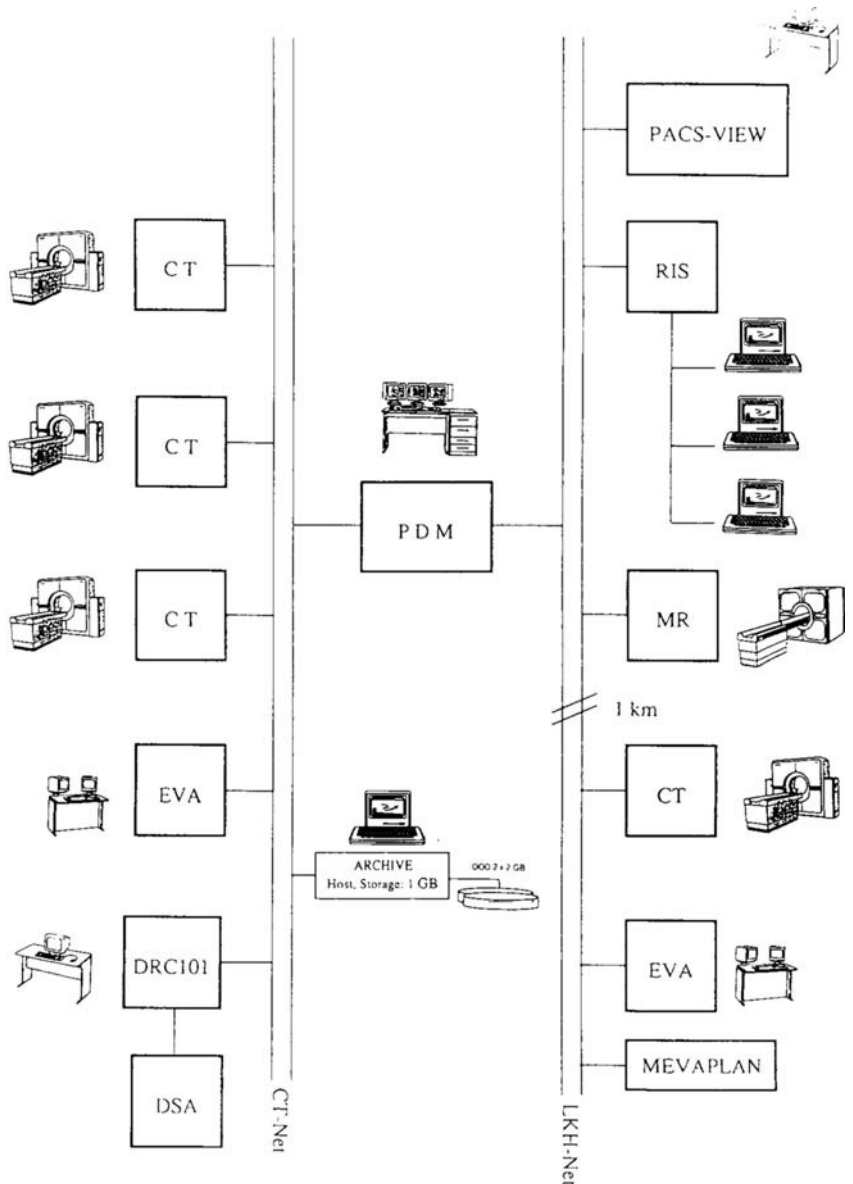 PACS-VIEW
CT
RIS
CT
PDM
CT
MR
1 km
EVA
CT
ARCHIVE
Host, Storage: 1 GB
DRC101
EVA
MEVAPLAN
DSA
CT-Net
LKH-Net